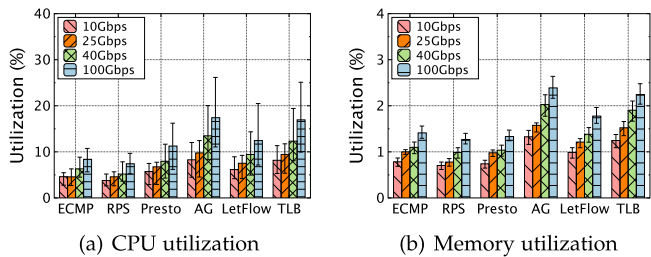 40
30
20
10
0
Utilization (%)
10Gbps
25Gbps
40Gbps
100Gbps
ECMP RPS Presto AG LetFlow TLB
(a) CPU utilization
4
3
2
1
0
Utilization (%)
10Gbps
25Gbps
40Gbps
100Gbps
ECMP RPS Presto AG LetFlow TLB
(b) Memory utilization